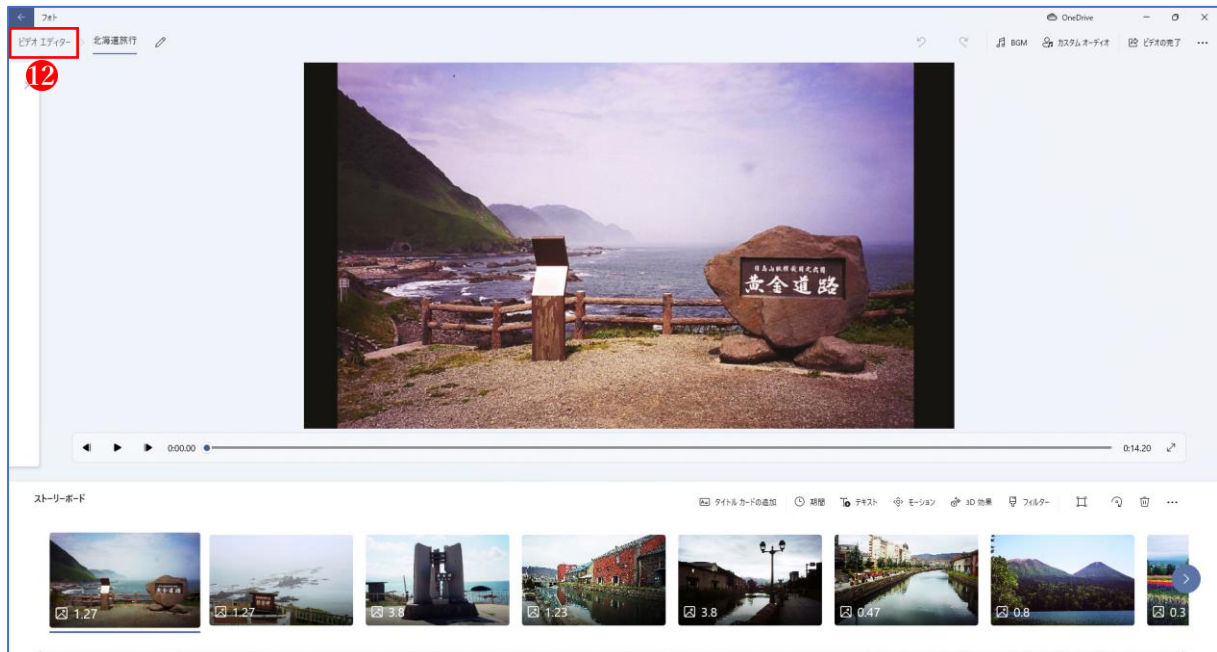 フォト
OneDrive
ビデオ エディター
北海道旅行
BGM
カスタム オーディオ
ビデオの完了
12
黄金道路
0:00.00
0:14.20
ストーリーボード
タイトル カードの追加
期間
テキスト
モーション
3D 効果
フィルター
1.27
1.27
3.8
1.23
3.8
0.47
0.8
0.3